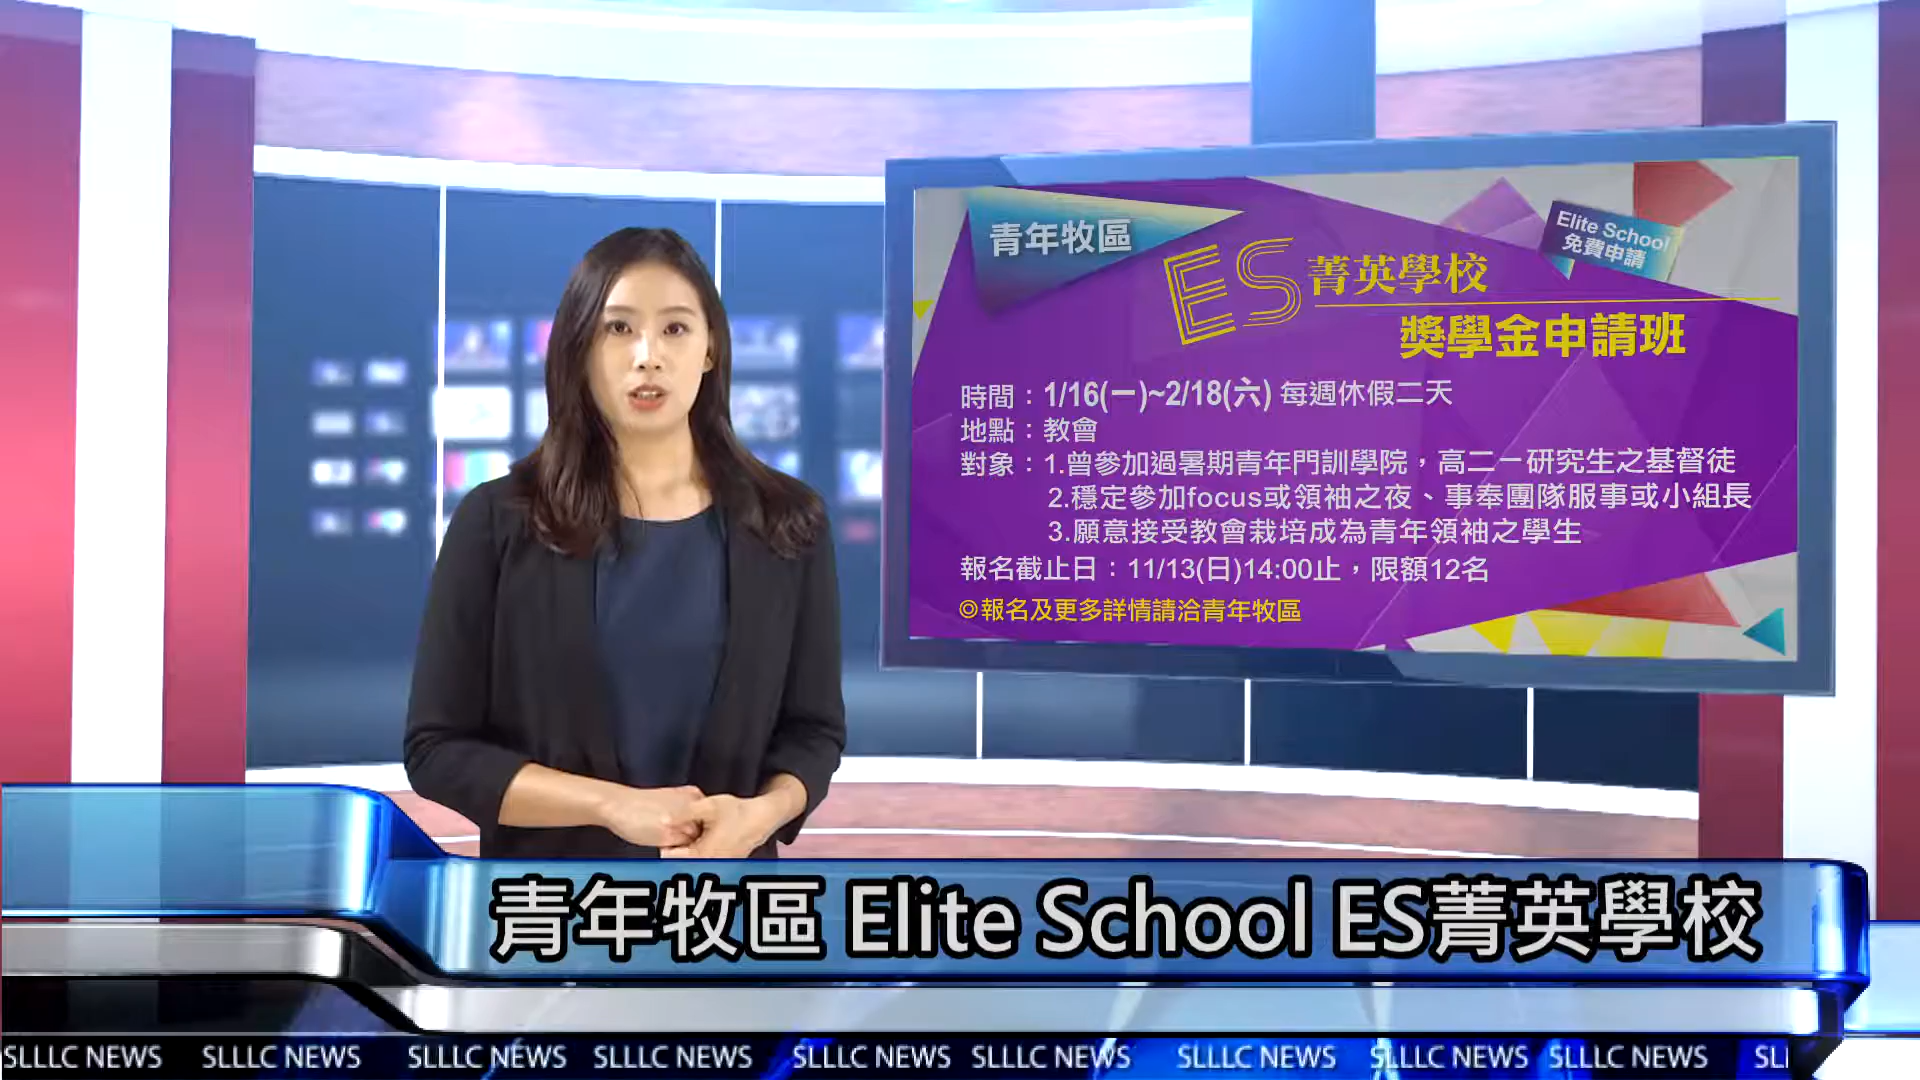 青年牧區
Elite School
免費申請
ES菁英學校
獎學金申請班
時間：1/16(一)~2/18(六) 每週休假二天
地點：教會
對象：1.曾參加過暑期青年門訓學院，高二－研究生之基督徒
2.穩定參加focus或領袖之夜、事奉團隊服事或小組長
3.願意接受教會栽培成為青年領袖之學生
報名截止日：11/13(日)14:00止，限額12名
◎報名及更多詳情請洽青年牧區
青年牧區 Elite School ES菁英學校
SLLLC NEWS SLLLC NEWS SLLLC NEWS SLLLC NEWS SLLLC NEWS SLLLC NEWS SLLLC NEWS SLLLC NEWS SLLLC NEWS SLI